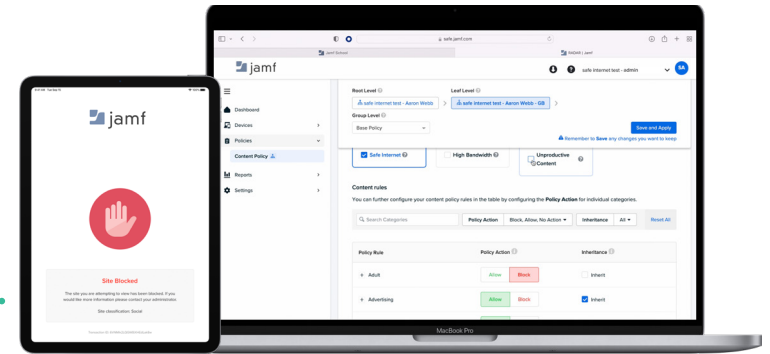 jamf
Site Blocked
The site you are attempting to view has been blocked. If you
would like more information please contact your administrator.
Site classification: Social
safe.jamf.com
Jamf School
RADAR | Jamf
jamf
safe internet test - admin
SA
Dashboard
Devices
Policies
Content Policy
Reports
Settings
Root Level
Leaf Level
safe internet test - Aaron Webb
safe internet test - Aaron Webb - GB
Group Level
Base Policy
Save and Apply
Remember to Save any changes you want to keep
Safe Internet
High Bandwidth
Unproductive
Content
Content rules
You can further configure your content policy rules in the table by configuring the Policy Action for individual categories.
Search Categories
Policy Action
Block, Allow, No Action
Inheritance
All
Reset All
Policy Rule
Policy Action
Inheritance
Adult
Allow
Block
Inherit
Advertising
Allow
Block
Inherit
MacBook Pro